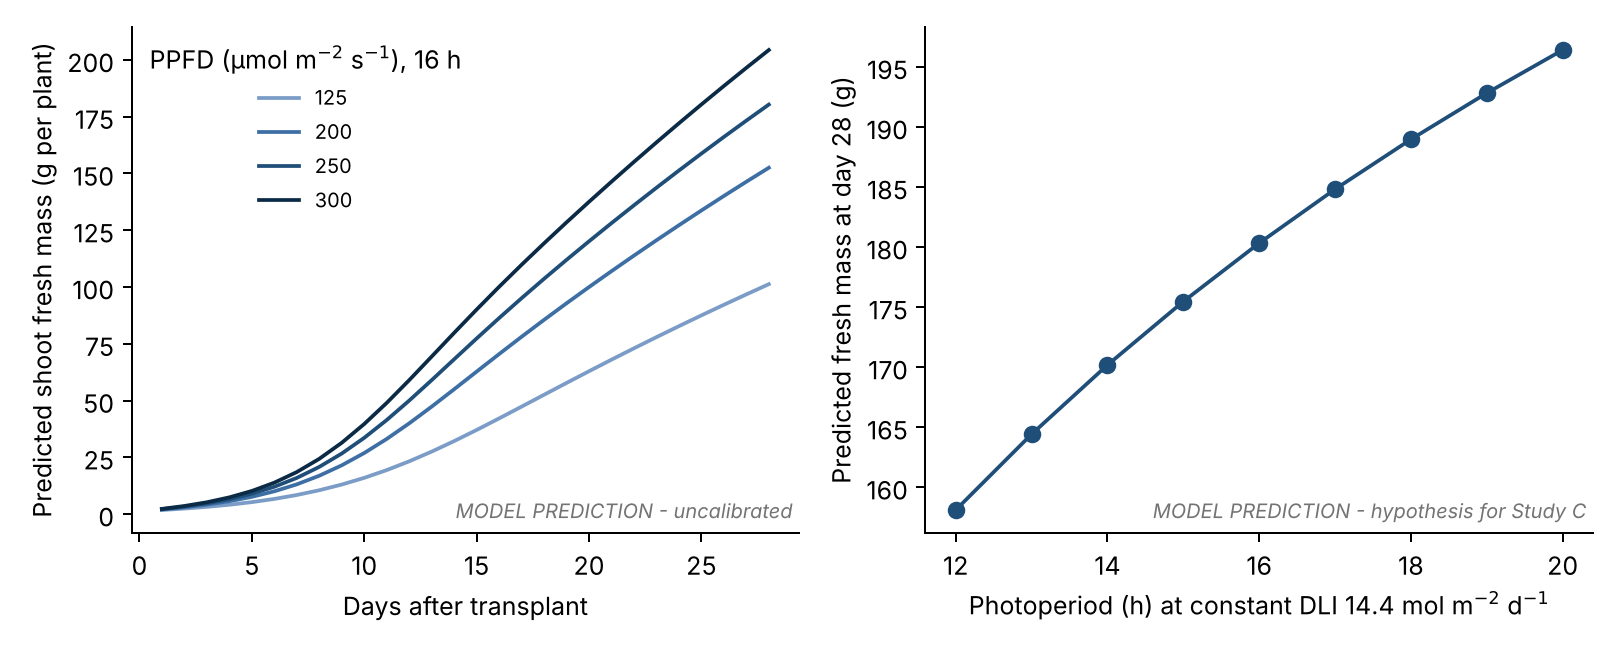 Predicted shoot fresh mass (g per plant)
200
175
150
125
100
75
50
25
0
PPFD (µmol m⁻² s⁻¹), 16 h
125
200
250
300
MODEL PREDICTION - uncalibrated
0 5 10 15 20 25
Days after transplant
Predicted fresh mass at day 28 (g)
195
190
185
180
175
170
165
160
MODEL PREDICTION - hypothesis for Study C
12 14 16 18 20
Photoperiod (h) at constant DLI 14.4 mol m⁻² d⁻¹